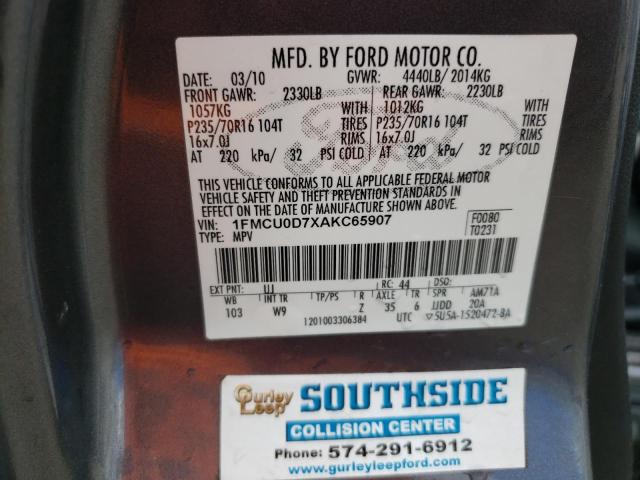 MFD. BY FORD MOTOR CO.
DATE: 03/10 GVWR: 4440LB/ 2014KG
FRONT GAWR: 2330LB REAR GAWR: 2230LB
1057KG WITH 1012KG WITH
P235/70R16 104T TIRES P235/70R16 104T TIRES
16x7.0J RIMS 16x7.0J RIMS
AT 220 kPa/ 32 PSI COLD AT 220 kPa/ 32 PSI COLD
THIS VEHICLE CONFORMS TO ALL APPLICABLE FEDERAL MOTOR
VEHICLE SAFETY AND THEFT PREVENTION STANDARDS IN
EFFECT ON THE DATE OF MANUFACTURE SHOWN ABOVE.
VIN: 1FMCU0D7XAKC65907 F0080
TYPE: MPV T0231
EXT PNT: UJ RC: 44 DSO:
WB INT TR TP/PS R AXLE TR SPR AM71A
103 W9 Z 35 6 JJDD 20A
1201003306384 UTC 5U5A-1520472-BA
Ford
Gurley Leep SOUTHSIDE
COLLISION CENTER
Phone: 574-291-6912
www.gurleyleepford.com